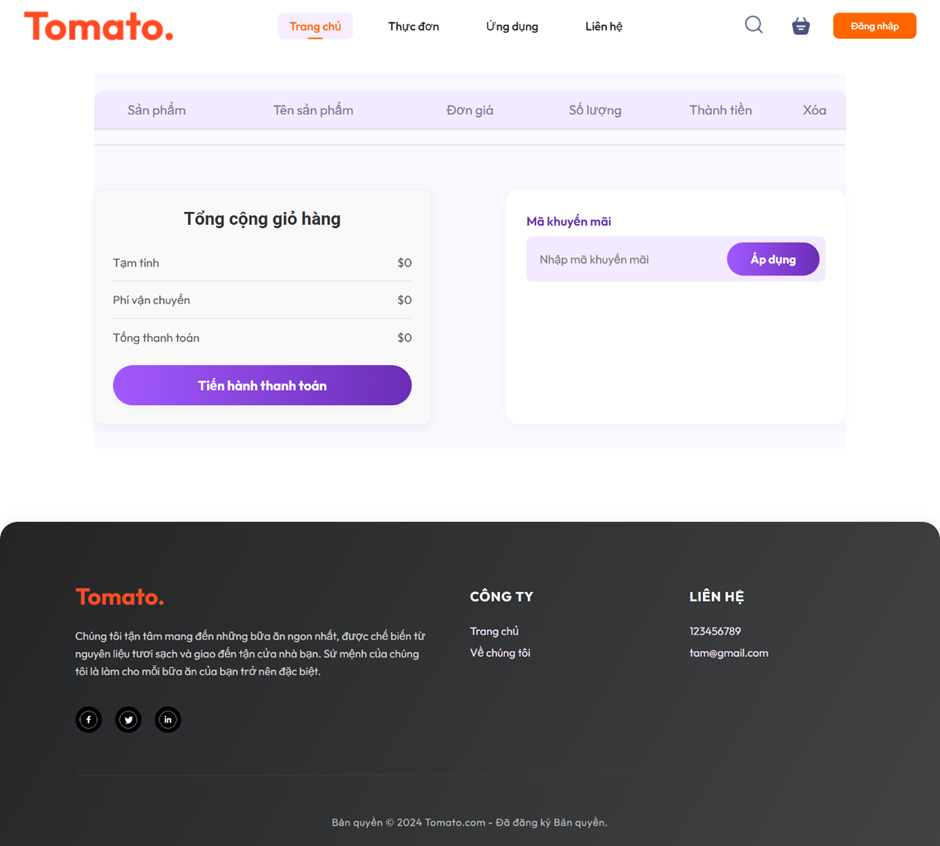 Tomato.
Trang chủ Thực đơn Ứng dụng Liên hệ Đăng nhập
Sản phẩm Tên sản phẩm Đơn giá Số lượng Thành tiền Xóa
Tổng cộng giỏ hàng
Tạm tính $0
Phí vận chuyển $0
Tổng thanh toán $0
Tiến hành thanh toán
Mã khuyến mãi
Nhập mã khuyến mãi Áp dụng
Tomato.
Chúng tôi tận tâm mang đến những bữa ăn ngon nhất, được chế biến từ
nguyên liệu tươi sạch và giao đến tận cửa nhà bạn. Sứ mệnh của chúng
tôi là làm cho mỗi bữa ăn của bạn trở nên đặc biệt.
CÔNG TY
Trang chủ
Về chúng tôi
LIÊN HỆ
123456789
tam@gmail.com
Bản quyền © 2024 Tomato.com - Đã đăng ký Bản quyền.